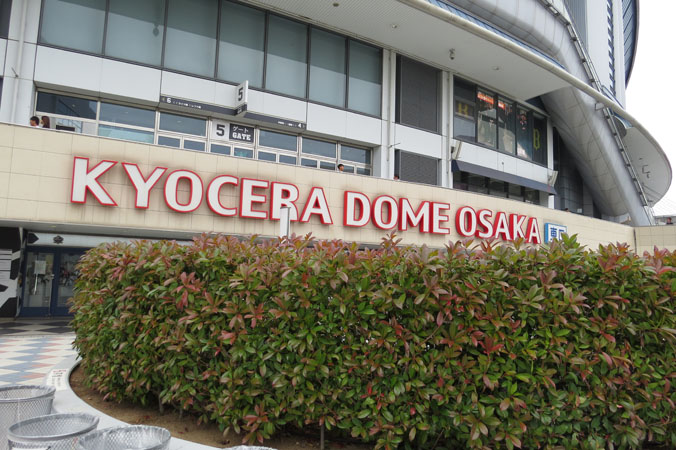 5
5 ゲート GATE
KYOCERA DOME OSAKA